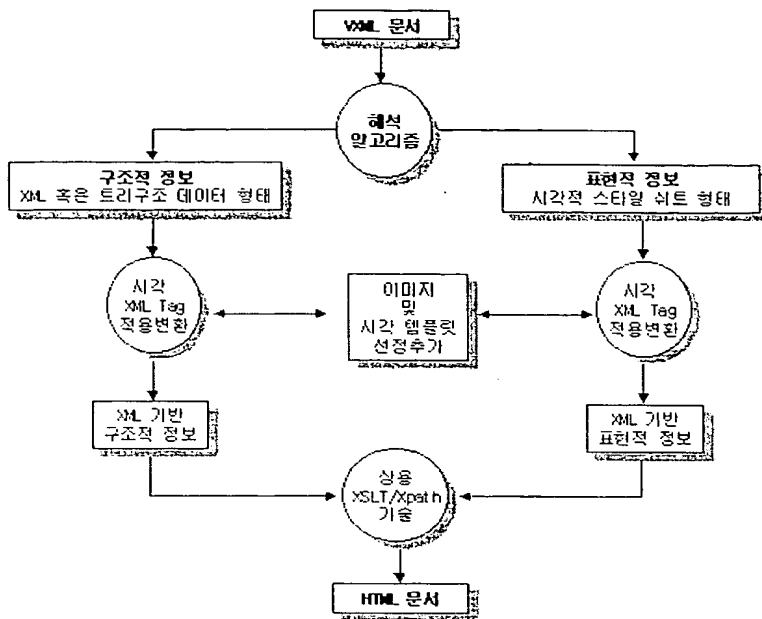 VXML 문서
해석
알고리즘
구조적 정보
XML 혹은 트리구조 데이터 형태
표현적 정보
시각적 스타일 쉬트 형태
시각
XML Tag
적용변환
이미지
및
시각 템플릿
선정추가
시각
XML Tag
적용변환
XML 기반
구조적 정보
XML 기반
표현적 정보
상용
XSLT/Xpath
기술
HTML 문서